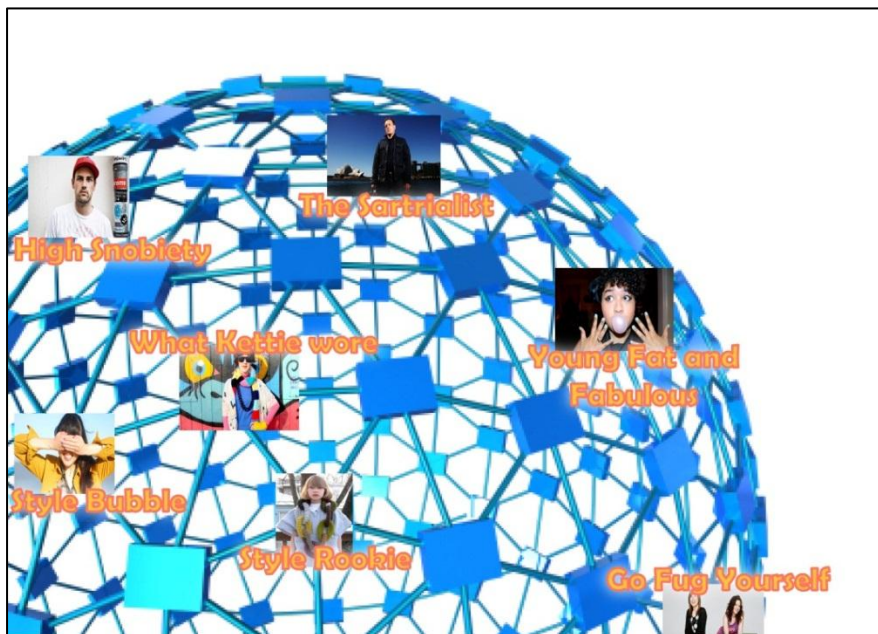 The Sartrialist
High Snobiety
What Kettie wore
Young Fat and
Fabulous
Style Bubble
Style Rookie
Go Fug Yourself